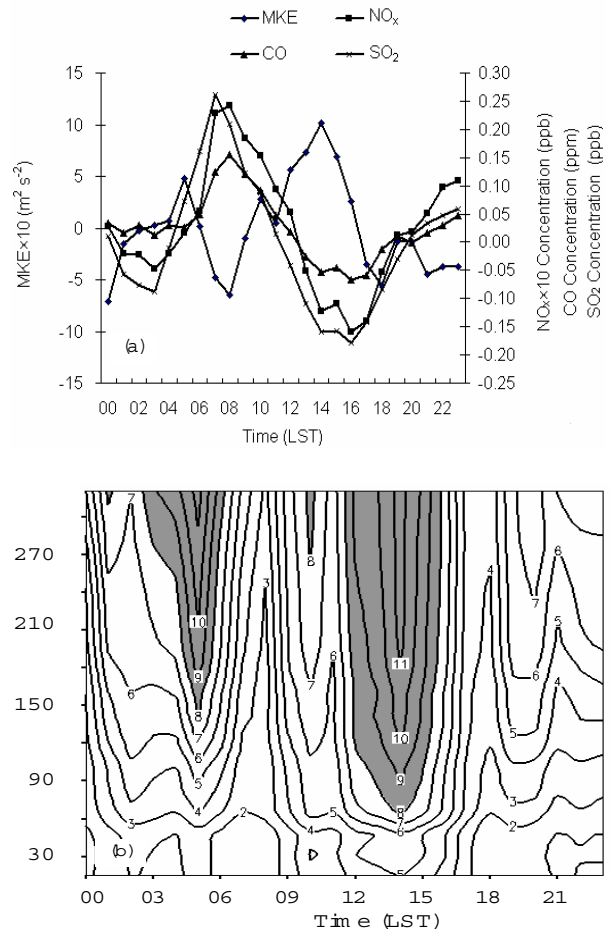 MKE NOx
CO SO2
15 0.30
10 0.25
5 0.20
0 0.15
-5 0.10
-10 0.05
-15 0.00
-0.05
-0.10
-0.15
-0.20
-0.25
MKE×10 (m2 s-2)
NOx×10 Concentration (ppb)
CO Concentration (ppm)
SO2 Concentration (ppb)
(a)
00 02 04 06 08 10 12 14 16 18 20 22
Time (LST)
7
270 8 6
3 4 7
210 10 5
11
9 7 6 6 4
150 8 10 5
7
6
90 5 9 3
4 2 8
3 4 5 7 2
6
30 (b) 5
00 03 06 09 12 15 18 21
Time (LST)